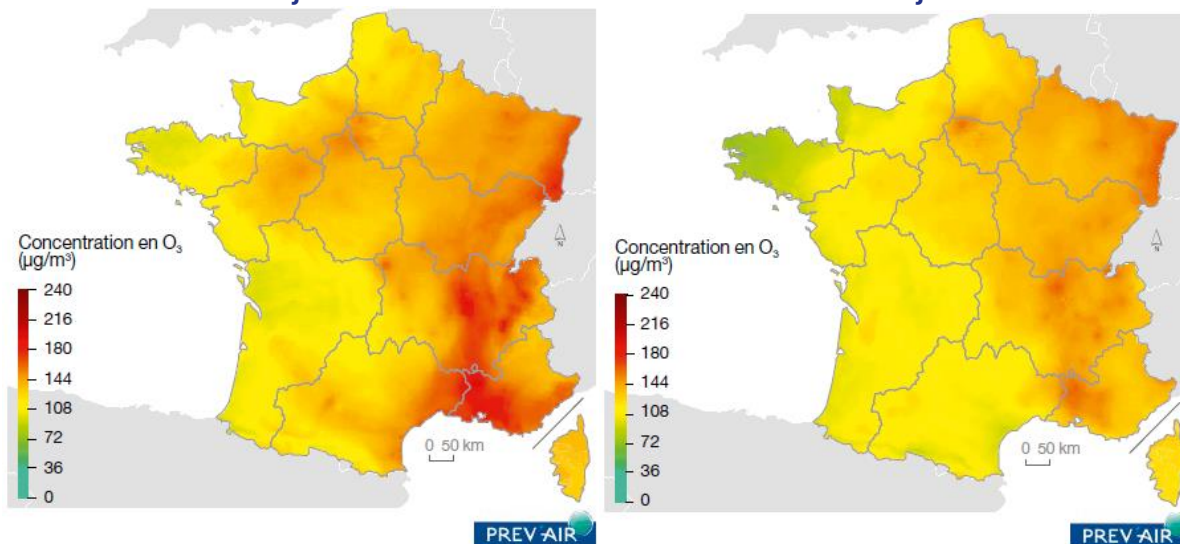 Concentration en O₃
(µg/m³)
240
216
180
144
108
72
36
0
0 50 km
N
PREV'AIR
Concentration en O₃
(µg/m³)
240
216
180
144
108
72
36
0
0 50 km
N
PREV'AIR